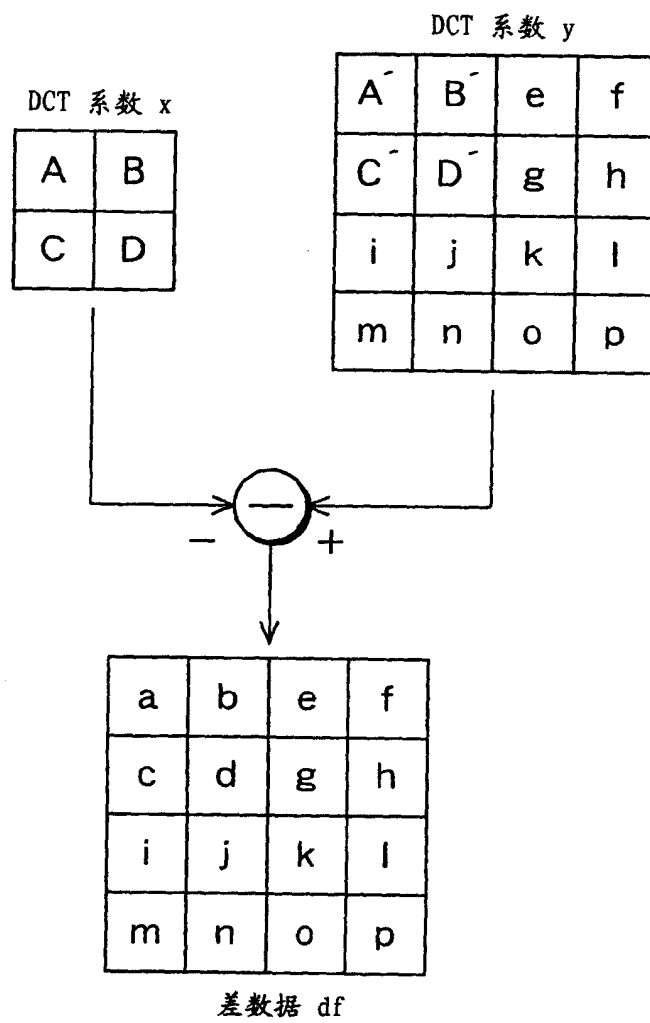 DCT 系数 y
A´ B´ e f
C´ D´ g h
i j k l
m n o p
DCT 系数 x
A B
C D
− +
a b e f
c d g h
i j k l
m n o p
差数据 df